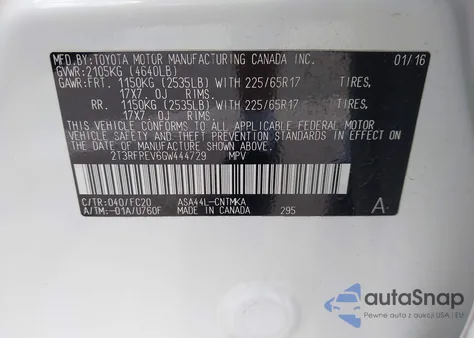 MFD.BY:TOYOTA MOTOR MANUFACTURING CANADA INC. 01/16
GVWR:2105KG (4640LB)
GAWR:FRT. 1150KG (2535LB) WITH 225/65R17 TIRES,
17X7.0J RIMS.
RR. 1150KG (2535LB) WITH 225/65R17 TIRES,
17X7.0J RIMS.
THIS VEHICLE CONFORMS TO ALL APPLICABLE FEDERAL MOTOR
VEHICLE SAFETY AND THEFT PREVENTION STANDARDS IN EFFECT ON
THE DATE OF MANUFACTURE SHOWN ABOVE.
2T3RFREV6GW444729 MPV
C/TR:040/FC20 ASA44L-CNTMKA
A/TM:-01A/U760F MADE IN CANADA 295 A
autoSnap
Pewne auta z aukcji USA i EU